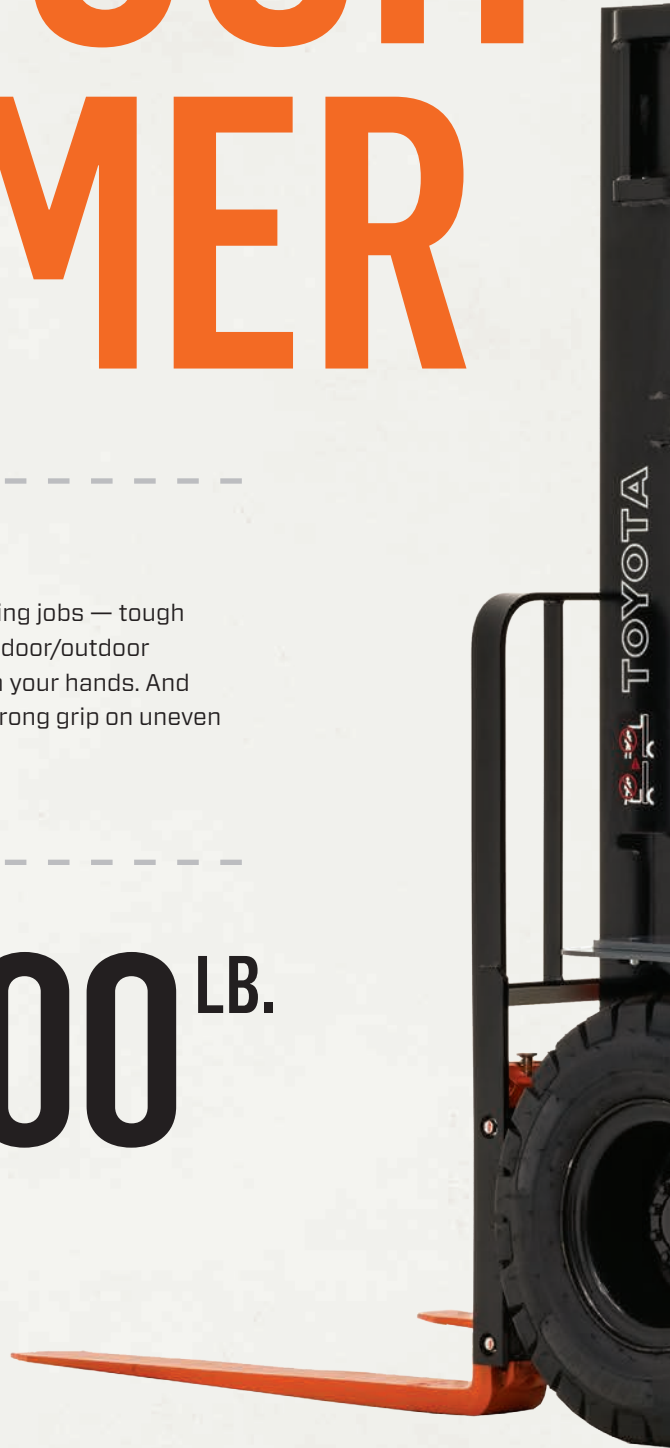 MER
ing jobs — tough
door/outdoor
your hands. And
rong grip on uneven
00 LB.
TOYOTA